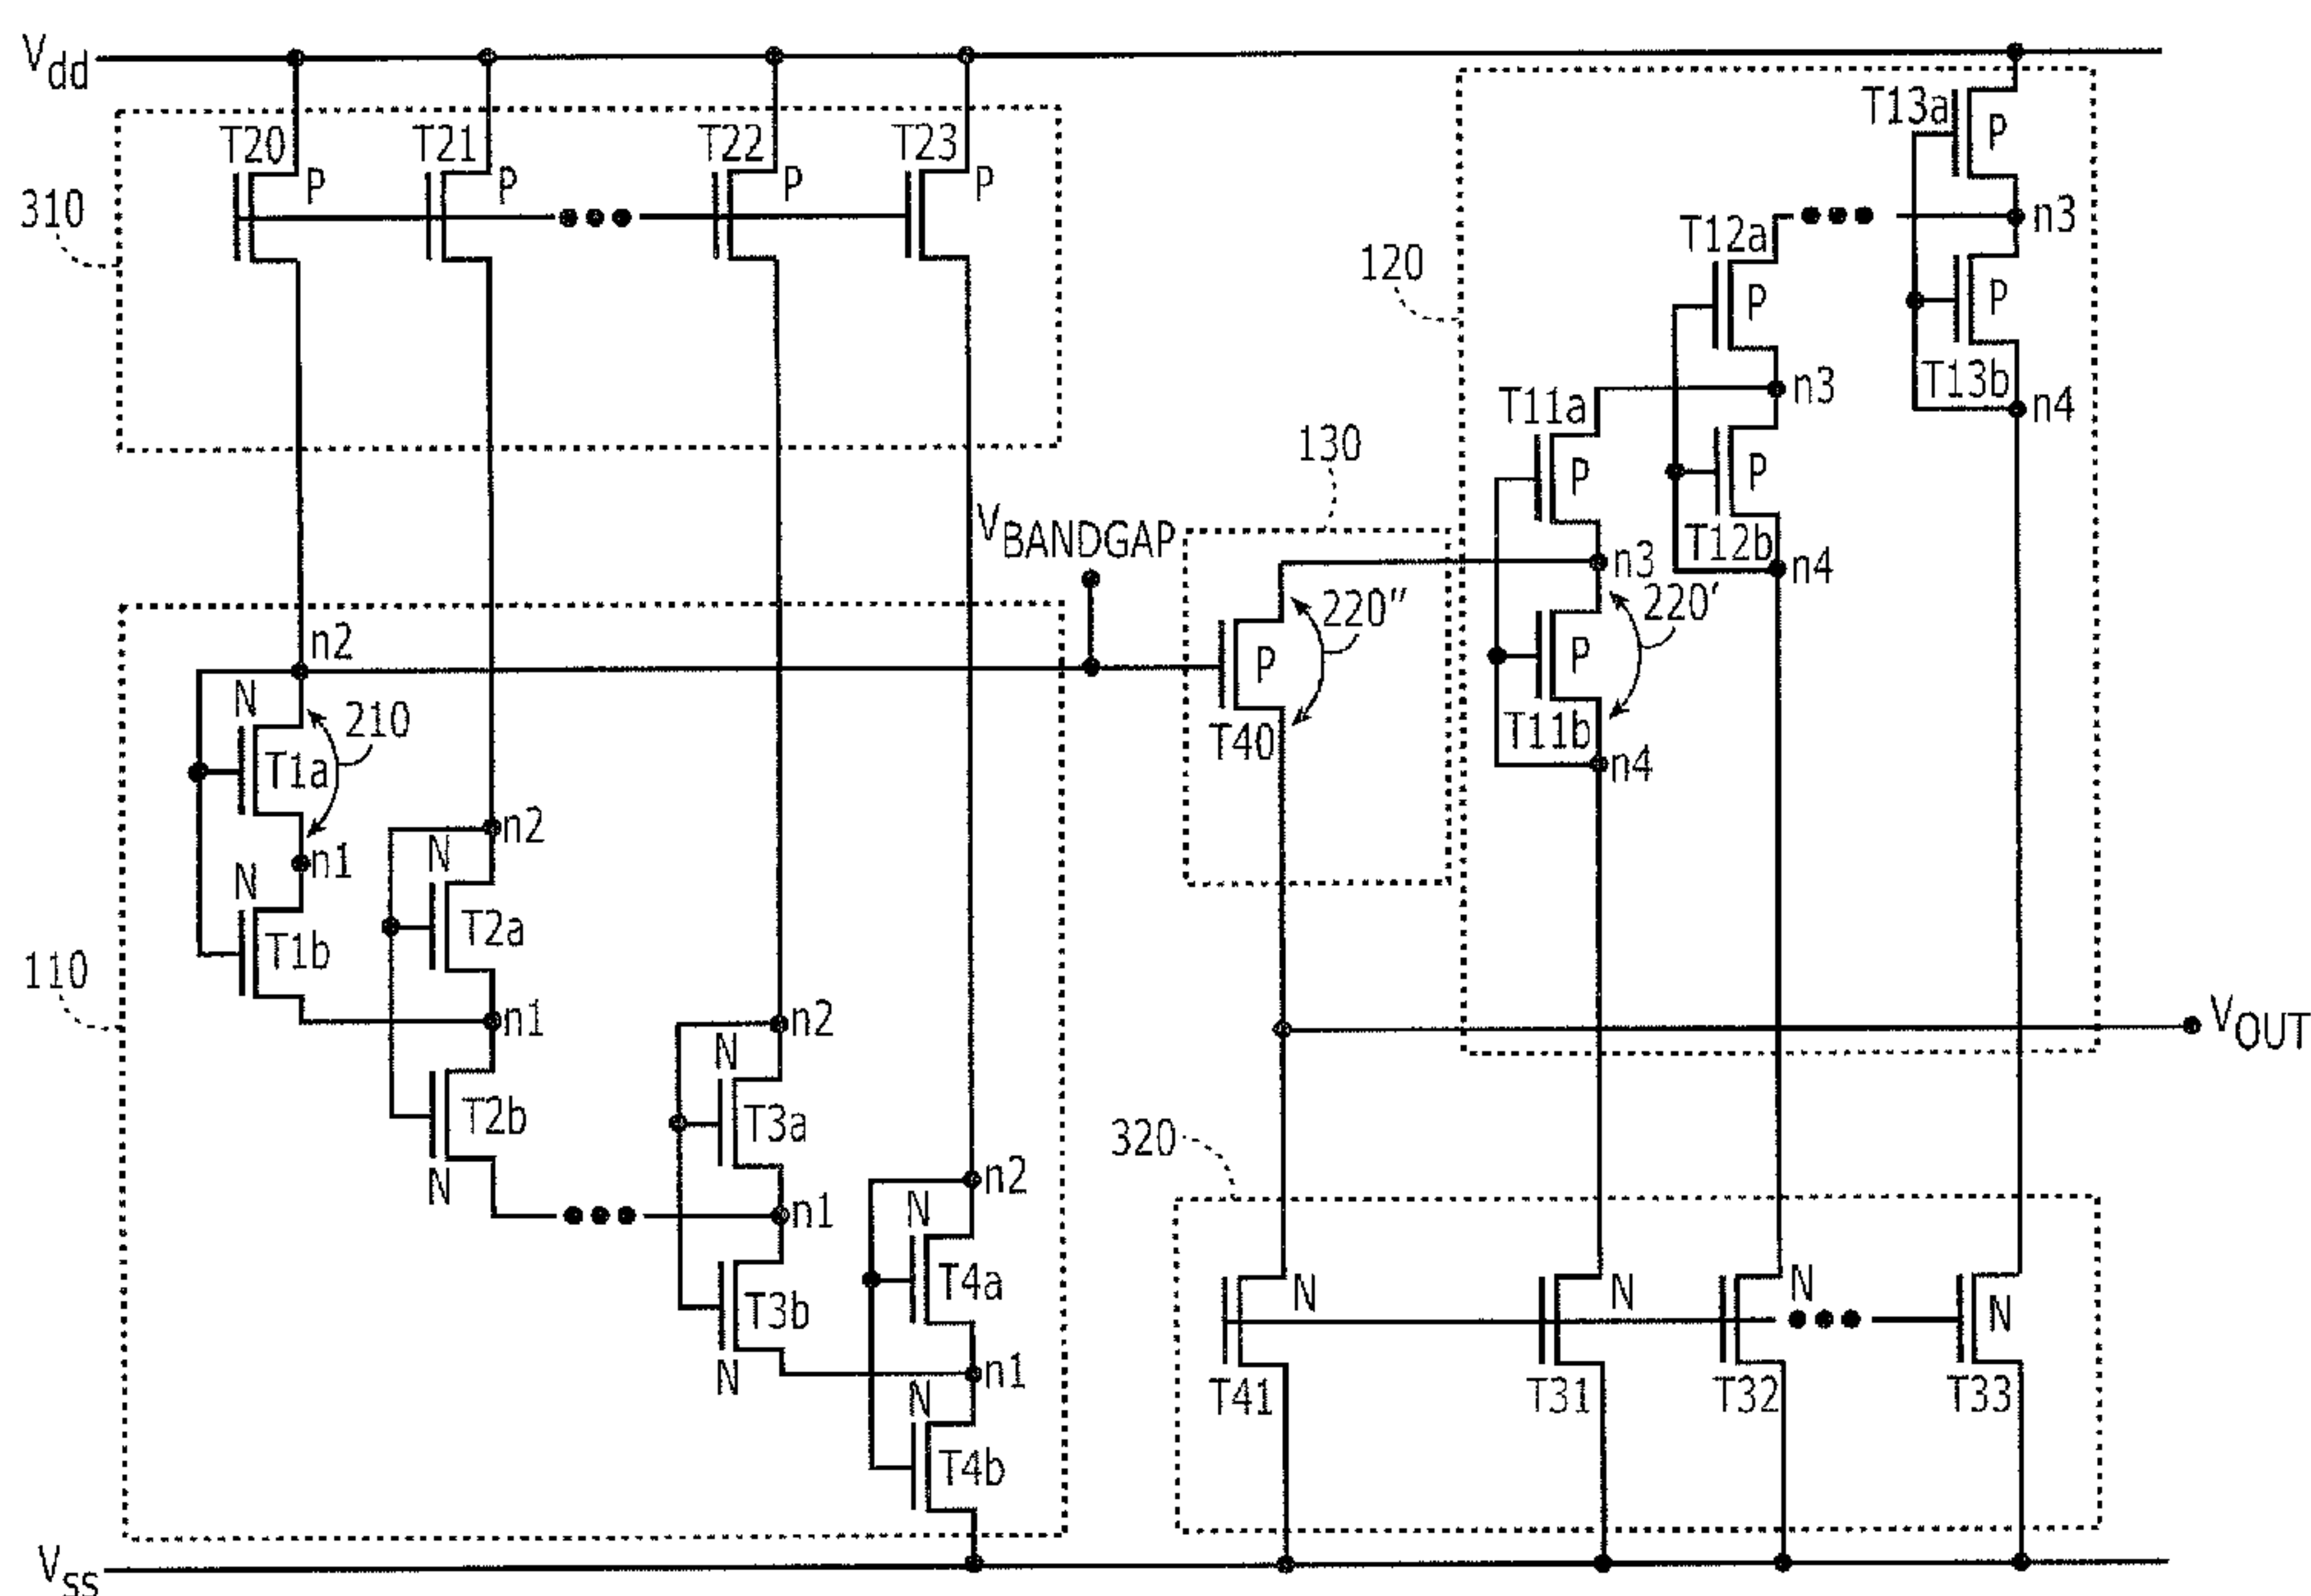 Vdd
T20
T21
T22
T23
T13a
P
P
P
P
P
310
n3
T12a
120
P
P
T13b
T11a
n3
n4
130
P
P
VBANDGAP
T12b
n3
n4
220"
220'
n2
P
P
N
210
T40
T11b
T1a
n4
n2
n1
N
N
T2a
T1b
110
n1
n2
VOUT
N
T2b
T3a
320
N
n2
n1
N
T4a
N
N
N
N
T3b
N
n1
T41
T31
T32
T33
N
T4b
Vss